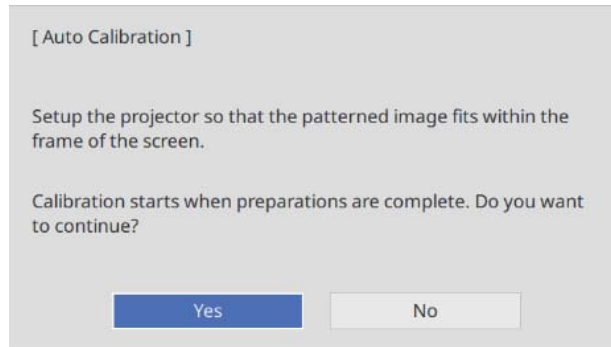 [ Auto Calibration ]
Setup the projector so that the patterned image fits within the
frame of the screen.
Calibration starts when preparations are complete. Do you want
to continue?
Yes
No